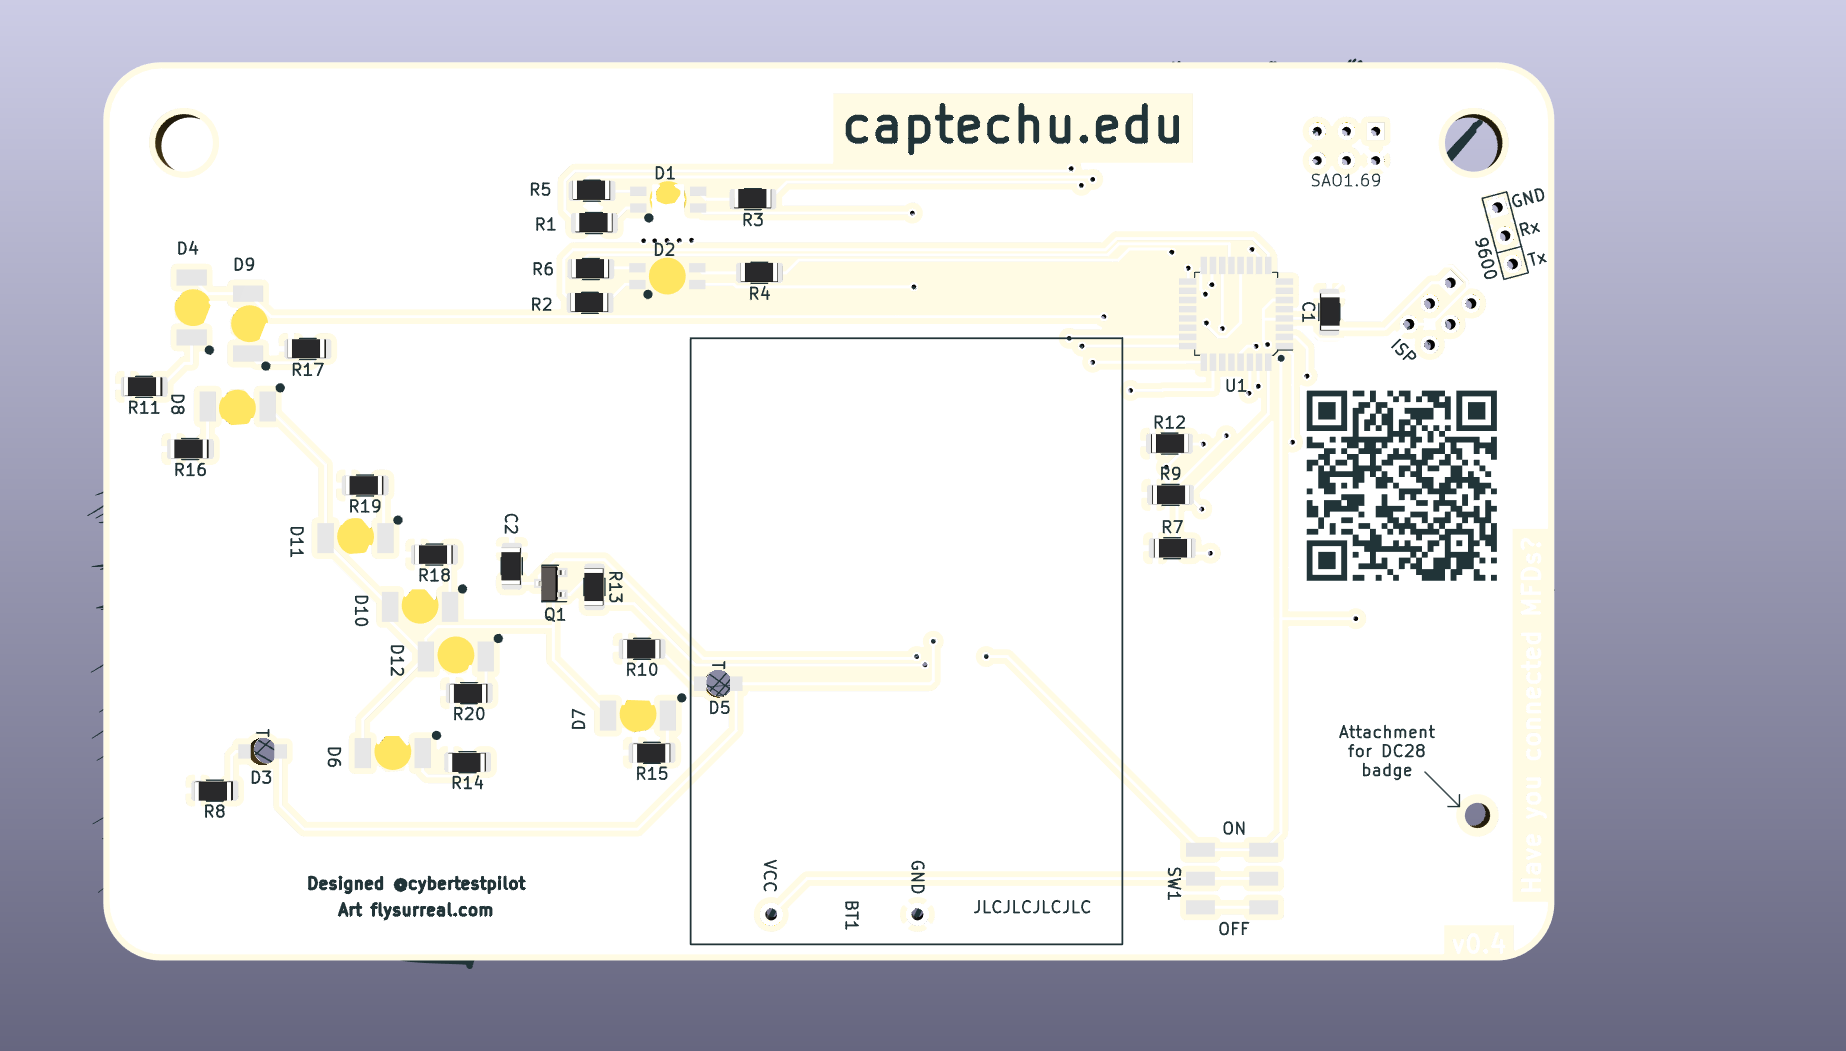 captechu.edu
SAO1.69
GND
Rx
Tx
9600
ISP
D1
R5
R1
R3
D2
R6
R2
R4
D4
D9
R17
R11
D8
R16
C1
U1
R12
R9
R7
R19
D11
C2
R18
D10
Q1
R13
D12
R10
R20
T
D5
D7
R15
T
D3
D6
R14
R8
Have you connected MFDs?
Attachment
for DC28
badge
ON
SW1
OFF
VCC
GND
BT1
JLCJLCJLCJLC
Designed @cybertestpilot
Art flysurreal.com
v0.4